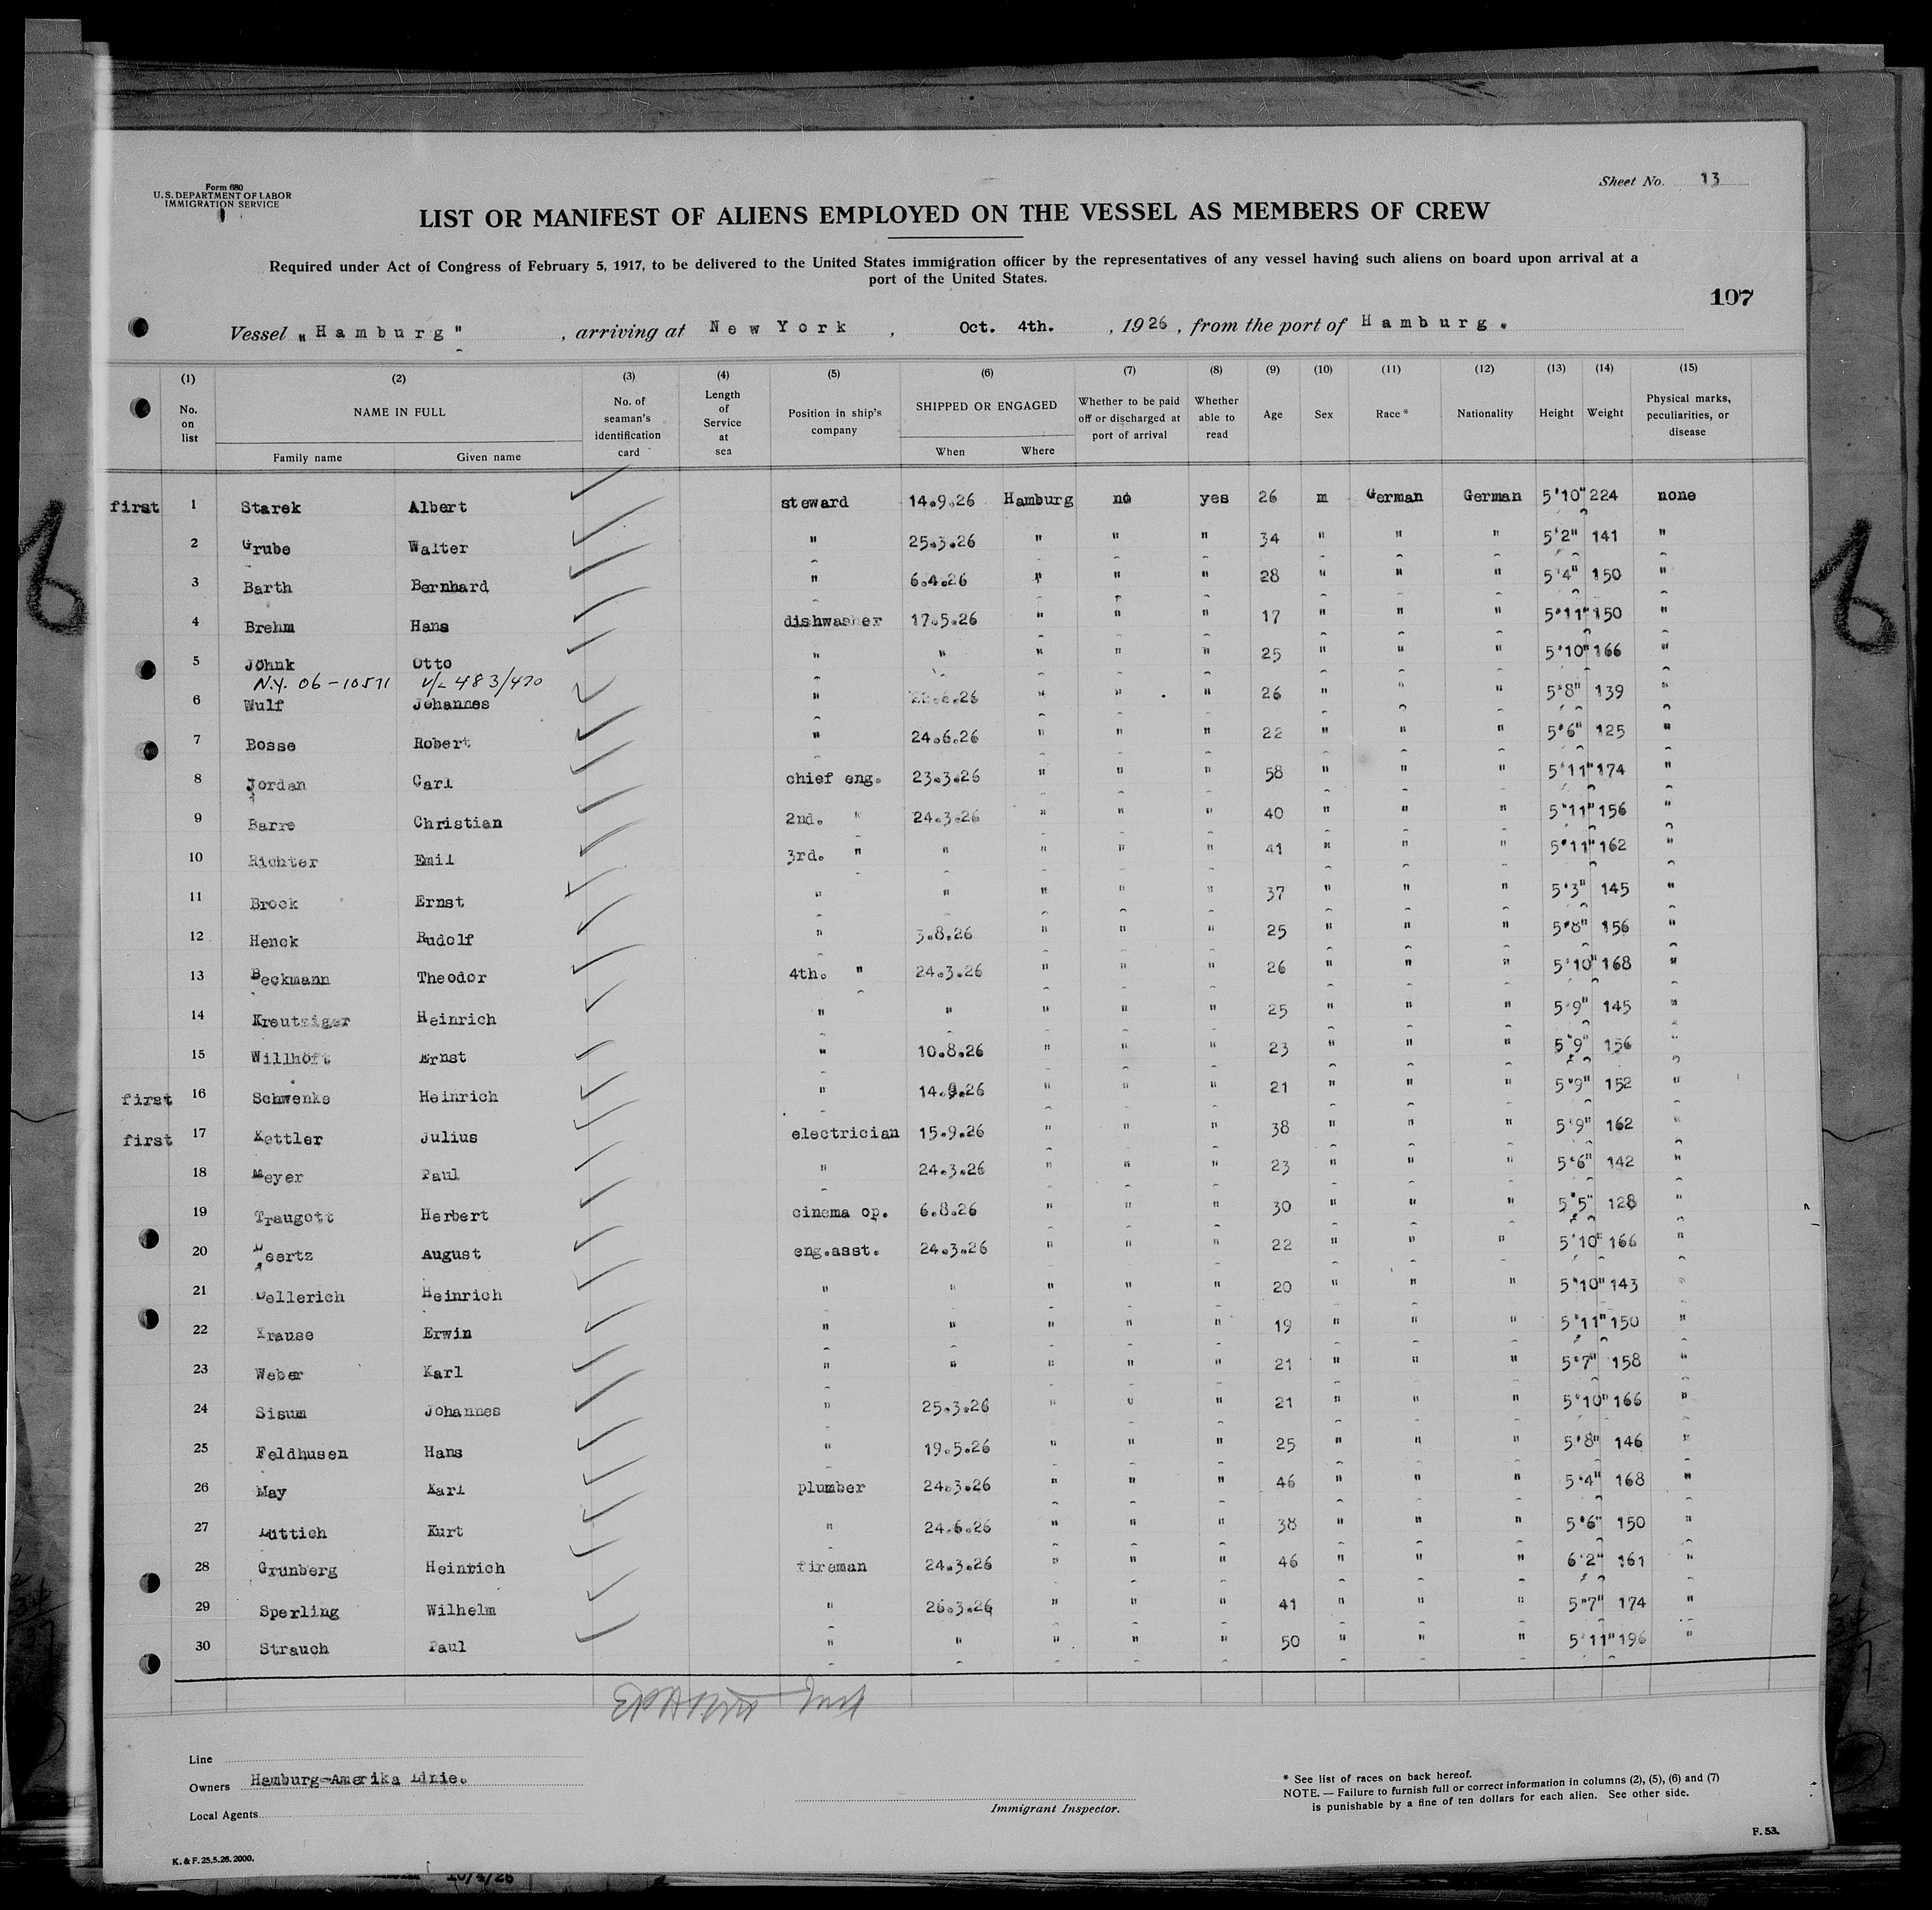 Form 680
U. S. DEPARTMENT OF LABOR
IMMIGRATION SERVICE
Sheet No. 13
LIST OR MANIFEST OF ALIENS EMPLOYED ON THE VESSEL AS MEMBERS OF CREW
Required under Act of Congress of February 5, 1917, to be delivered to the United States immigration officer by the representatives of any vessel having such aliens on board upon arrival at a
port of the United States.
107
Vessel „Hamburg", arriving at New York, Oct. 4th., 1926, from the port of Hamburg.
(1) No. on list (2) NAME IN FULL Family name Given name (3) No. of seaman's identification card (4) Length of Service at sea (5) Position in ship's company (6) SHIPPED OR ENGAGED When Where (7) Whether to be paid off or discharged at port of arrival (8) Whether able to read (9) Age (10) Sex (11) Race* (12) Nationality (13) Height (14) Weight (15) Physical marks, peculiarities, or disease
first 1 Starek Albert steward 14.9.26 Hamburg no yes 26 m German German 5'10" 224 none
2 Grube Walter " 25.3.26 " " " 34 " " " 5'2" 141 "
3 Barth Bernhard " 6.4.26 " " " 28 " " " 5'4" 150 "
4 Brehm Hans dishwasher 17.5.26 " " " 17 " " " 5'11" 150 "
5 Jöhnk Otto " " " " " 25 " " " 5'10" 166 "
N.Y. 06-10571 V/L 483/470
6 Wulf Johannes " " " " 26 " " " 5'8" 139 "
7 Bosse Robert " 24.6.26 " " " 22 " " " 5'6" 125 "
8 Jordan Carl chief eng. 23.3.26 " " " 58 " " " 5'11" 174 "
9 Barre Christian 2nd. " 24.3.26 " " " 40 " " " 5'11" 156 "
10 Richter Emil 3rd. " " " " " 41 " " " 5'11" 162 "
11 Brock Ernst " " " " " 37 " " " 5'3" 145 "
12 Henck Rudolf " 3.8.26 " " " 25 " " " 5'8" 156 "
13 Beckmann Theodor 4th. " 24.3.26 " " " 26 " " " 5'10" 168 "
14 Kreutziger Heinrich " " " " " 25 " " " 5'9" 145 "
15 Willhöft Ernst " 10.8.26 " " " 23 " " " 5'9" 156 "
first 16 Schwenke Heinrich " 14.9.26 " " " 21 " " " 5'9" 152 "
first 17 Kettler Julius electrician 15.9.26 " " " 38 " " " 5'9" 162 "
18 Meyer Paul " 24.3.26 " " " 23 " " " 5'6" 142 "
19 Traugott Herbert cinema op. 6.8.26 " " " 30 " " " 5'5" 128 "
20 August eng.asst. 24.3.26 " " " 22 " " " 5'10" 166 "
21 Heinrich " " " " " 20 " " " 5'10" 143 "
22 Krause Erwin " " " " " 19 " " " 5'11" 150 "
23 Weber Karl " " " " " 21 " " " 5'7" 158 "
24 Sisum Johannes " 25.3.26 " " " 21 " " " 5'10" 166 "
25 Feldhusen Hans " 19.5.26 " " " 25 " " " 5'8" 146 "
26 May Karl plumber 24.3.26 " " " 46 " " " 5'4" 168 "
27 Luttich Kurt " 24.6.26 " " " 38 " " " 5'6" 150 "
28 Grunberg Heinrich fireman 24.3.26 " " " 46 " " " 6'2" 161 "
29 Sperling Wilhelm " 26.3.26 " " " 41 " " " 5'7" 174 "
30 Strauch Paul " " " " " 50 " " " 5'11" 196 "
Line
Owners Hamburg-Amerika Linie.
Local Agents
Immigrant Inspector.
* See list of races on back hereof.
NOTE. — Failure to furnish full or correct information in columns (2), (5), (6) and (7)
is punishable by a fine of ten dollars for each alien. See other side.
F. 53.
K. & F. 25.5.26. 2000.
10/4/26